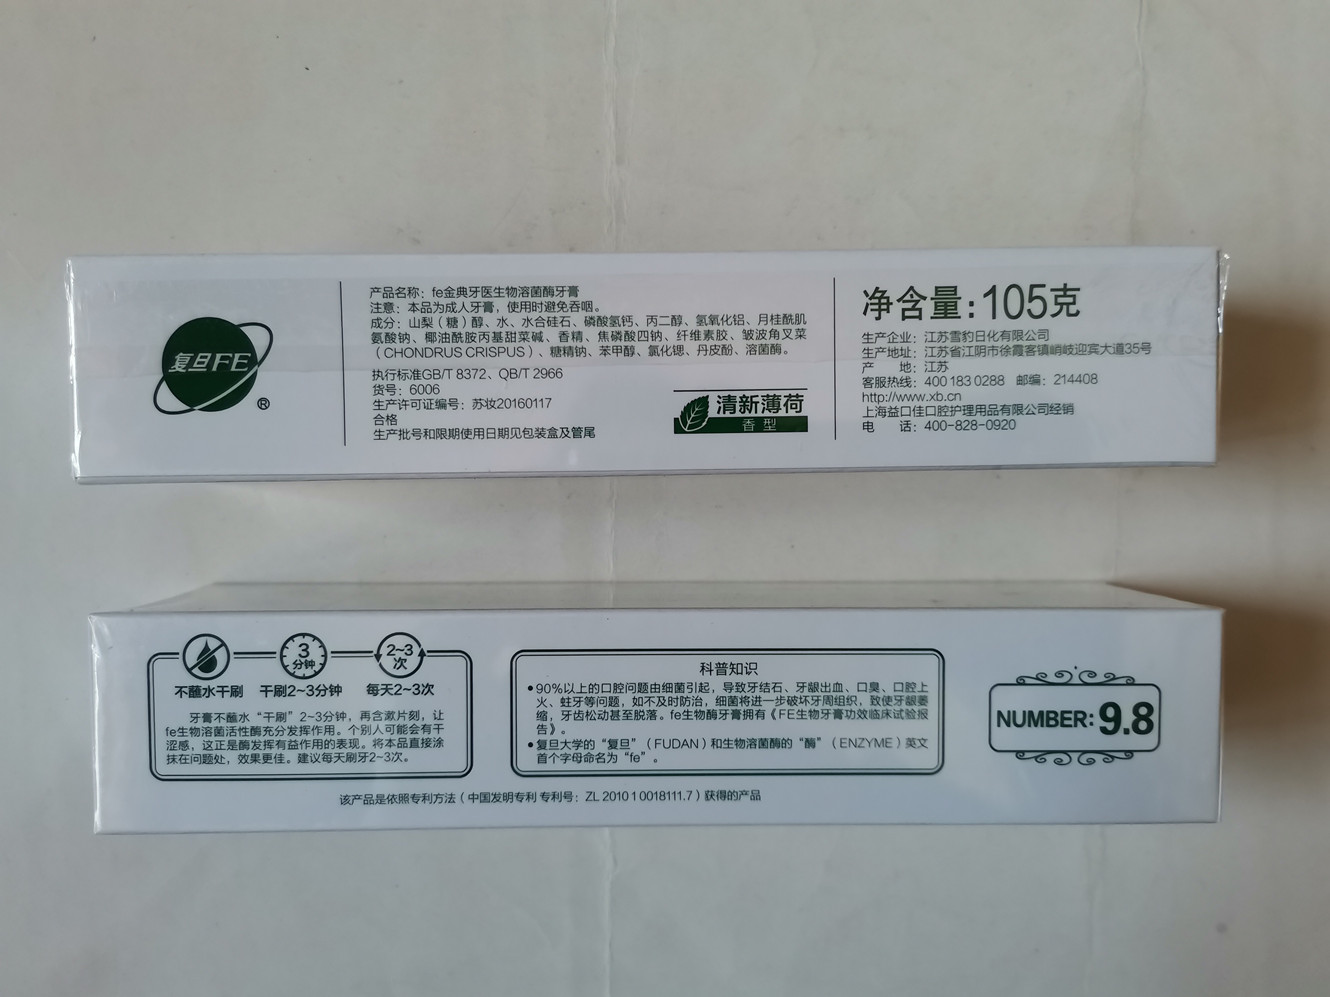 复旦FE
®
产品名称：fe金典牙医生物溶菌酶牙膏
注意：本品为成人牙膏，使用时避免吞咽。
成分：山梨（糖）醇、水、水合硅石、磷酸氢钙、丙二醇、氢氧化铝、月桂酰肌
氨酸钠、椰油酰胺丙基甜菜碱、香精、焦磷酸四钠、纤维素胶、皱波角叉菜
（CHONDRUS CRISPUS）、糖精钠、苯甲醇、氯化锶、丹皮酚、溶菌酶。
执行标准GB/T 8372、QB/T 2966
货号：6006
生产许可证编号：苏妆20160117
合格
生产批号和限期使用日期见包装盒及管尾
清新薄荷
香型
净含量：105克
生产企业：江苏雪豹日化有限公司
生产地址：江苏省江阴市徐霞客镇峭岐迎宾大道35号
产　　地：江苏
客服热线：400 183 0288　邮编：214408
http://www.xb.cn
上海益口佳口腔护理用品有限公司经销
电　　话：400-828-0920
3
分钟
2~3
次
不蘸水干刷　干刷2~3分钟　每天2~3次
牙膏不蘸水“干刷”2~3分钟，再含漱片刻，让
fe生物溶菌活性酶充分发挥作用。个别人可能会有干
涩感，这正是酶发挥有益作用的表现。将本品直接涂
抹在问题处，效果更佳。建议每天刷牙2~3次。
科普知识
●90%以上的口腔问题由细菌引起，导致牙结石、牙龈出血、口臭、口腔上
火、蛀牙等问题，如不及时防治，细菌将进一步破坏牙周组织，致使牙龈萎
缩，牙齿松动甚至脱落。fe生物酶牙膏拥有《FE生物牙膏功效临床试验报
告》。
●复旦大学的“复旦”（FUDAN）和生物溶菌酶的“酶”（ENZYME）英文
首个字母命名为“fe”。
NUMBER: 9.8
该产品是依照专利方法（中国发明专利 专利号：ZL 2010 1 0018111.7）获得的产品